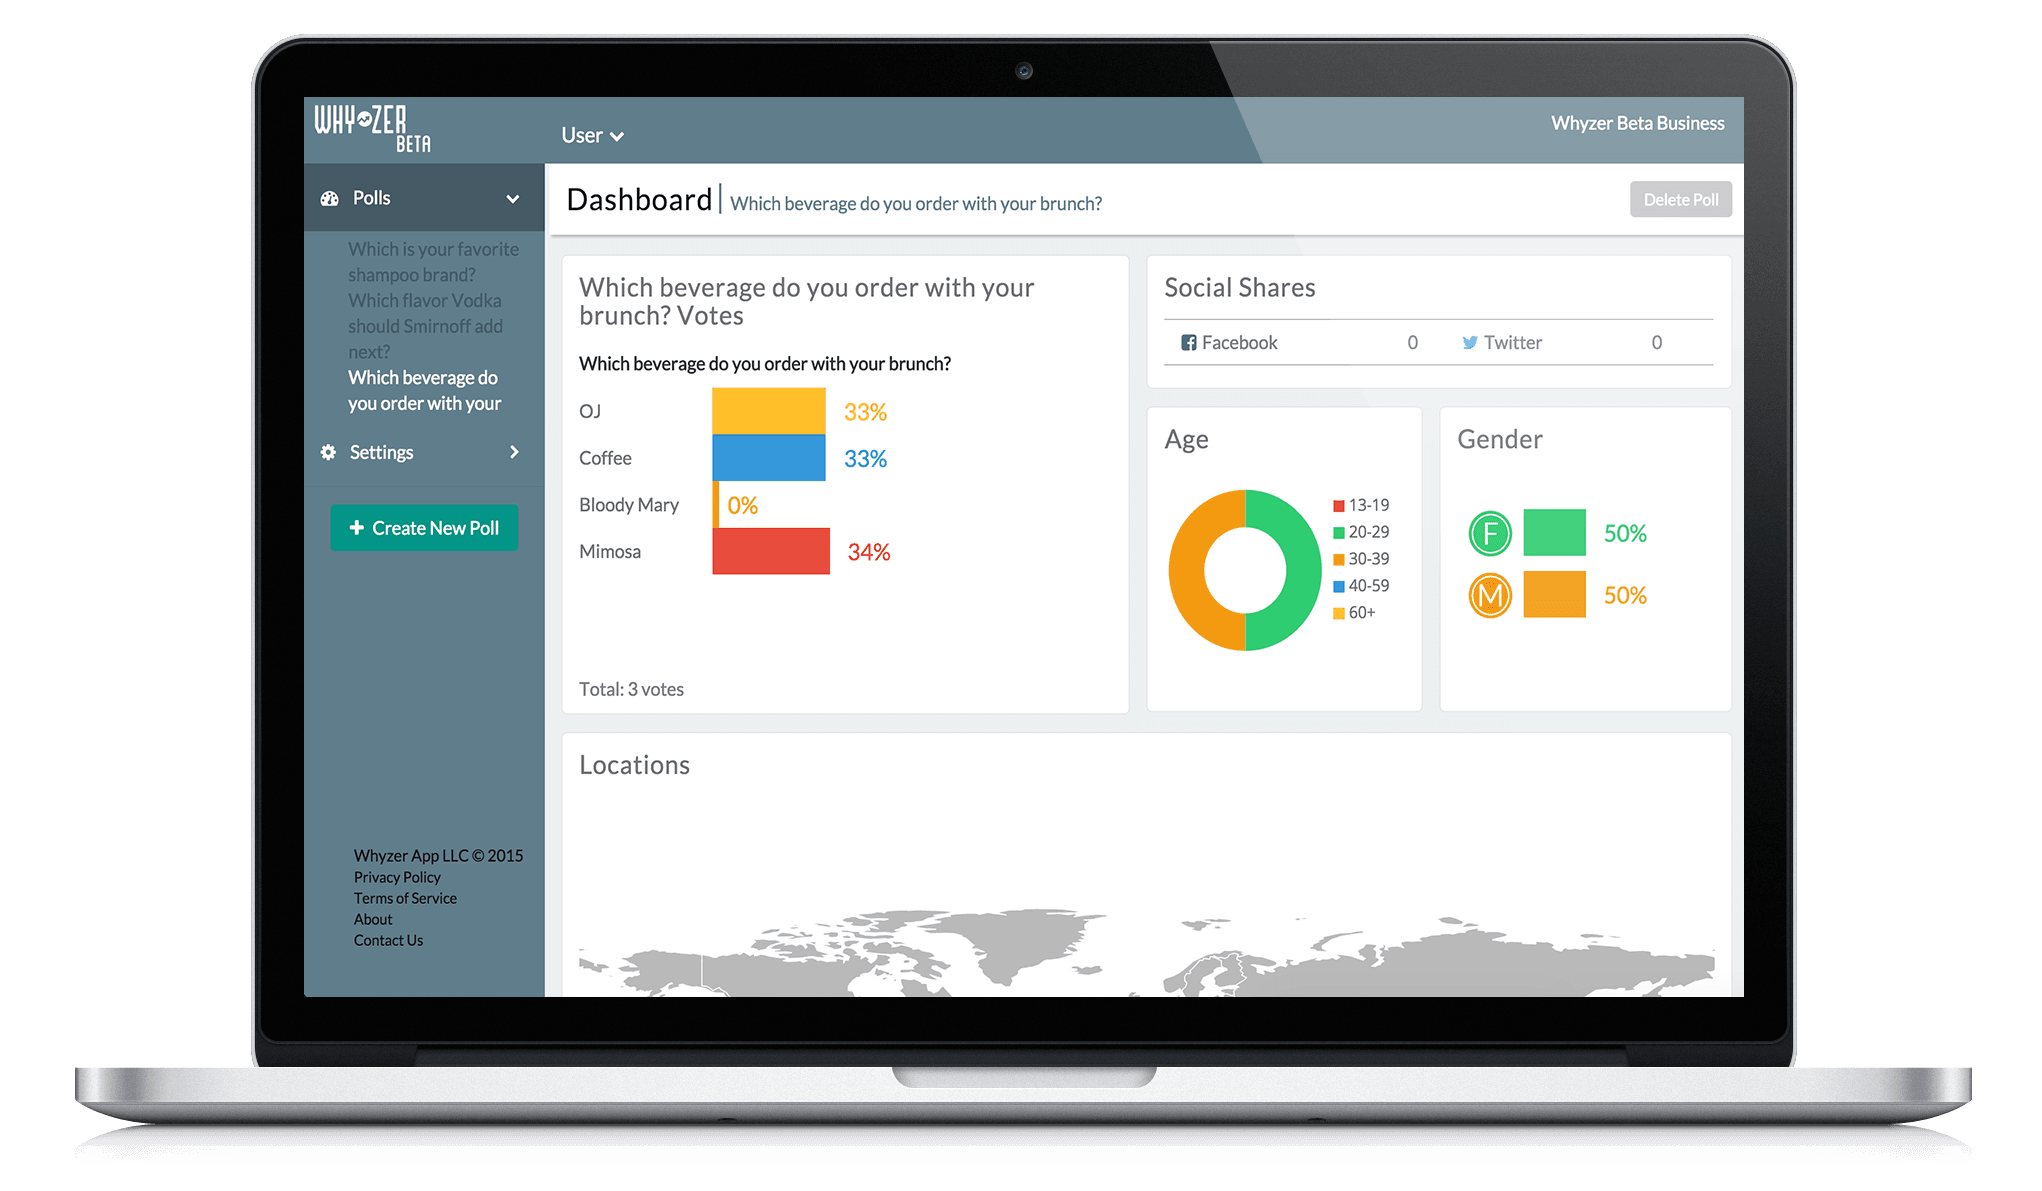 WHYZER
BETA
User
Whyzer Beta Business
Polls
Which is your favorite
shampoo brand?
Which flavor Vodka
should Smirnoff add
next?
Which beverage do
you order with your
Settings
+ Create New Poll
Whyzer App LLC © 2015
Privacy Policy
Terms of Service
About
Contact Us
Dashboard | Which beverage do you order with your brunch?
Delete Poll
Which beverage do you order with your
brunch? Votes
Which beverage do you order with your brunch?
OJ 33%
Coffee 33%
Bloody Mary 0%
Mimosa 34%
Total: 3 votes
Social Shares
Facebook 0 Twitter 0
Age
13-19
20-29
30-39
40-59
60+
Gender
F 50%
M 50%
Locations